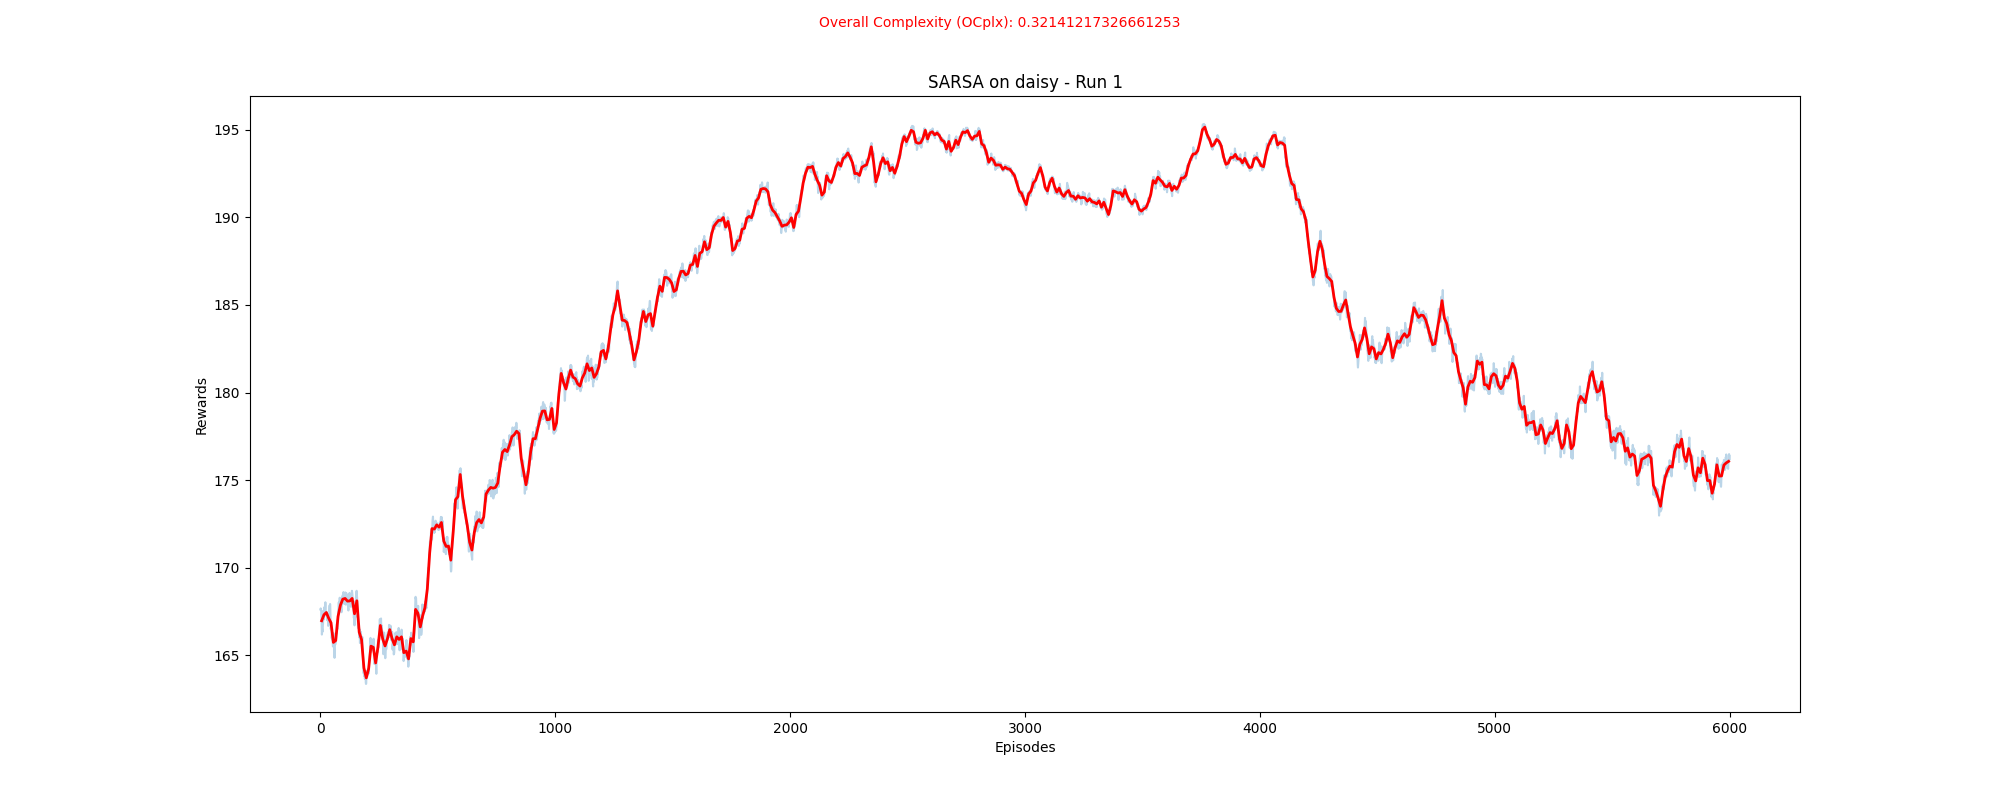 Overall Complexity (OCplx): 0.32141217326661253
SARSA on daisy - Run 1
195
190
185
180
175
170
165
Rewards
0 1000 2000 3000 4000 5000 6000
Episodes